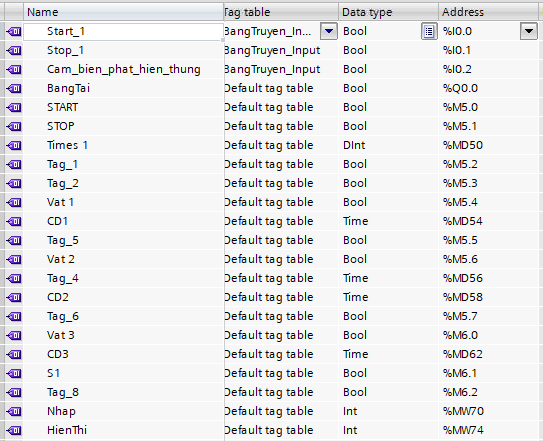 Name Tag table Data type Address
Start_1 BangTruyen_In... Bool %I0.0
Stop_1 BangTruyen_Input Bool %I0.1
Cam_bien_phat_hien_thung BangTruyen_Input Bool %I0.2
BangTai Default tag table Bool %Q0.0
START Default tag table Bool %M5.0
STOP Default tag table Bool %M5.1
Times 1 Default tag table DInt %MD50
Tag_1 Default tag table Bool %M5.2
Tag_2 Default tag table Bool %M5.3
Vat 1 Default tag table Bool %M5.4
CD1 Default tag table Time %MD54
Tag_5 Default tag table Bool %M5.5
Vat 2 Default tag table Bool %M5.6
Tag_4 Default tag table Time %MD56
CD2 Default tag table Time %MD58
Tag_6 Default tag table Bool %M5.7
Vat 3 Default tag table Bool %M6.0
CD3 Default tag table Time %MD62
S1 Default tag table Bool %M6.1
Tag_8 Default tag table Bool %M6.2
Nhap Default tag table Int %MW70
HienThi Default tag table Int %MW74